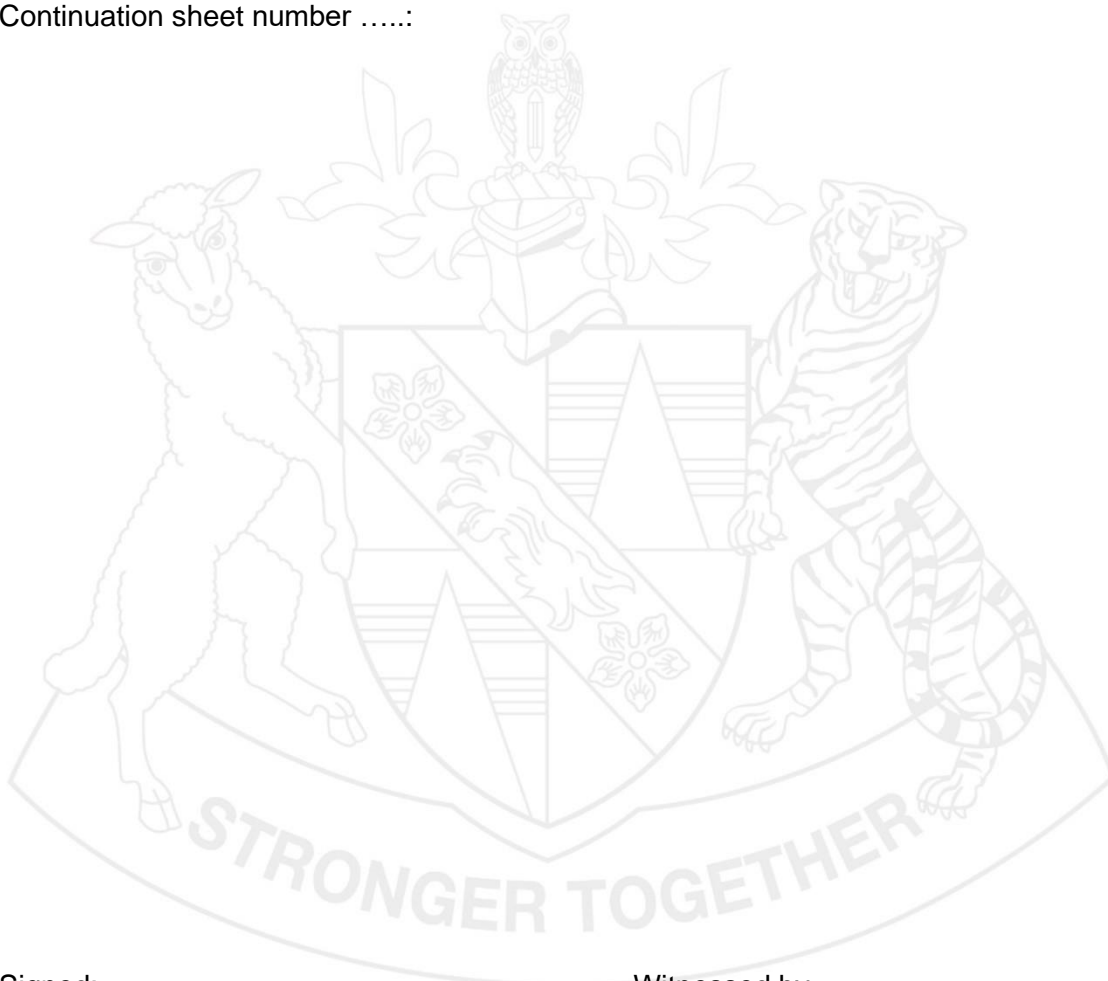 Continuation sheet number …..:
STRONGER TOGETHER
Signed: Witnessed by